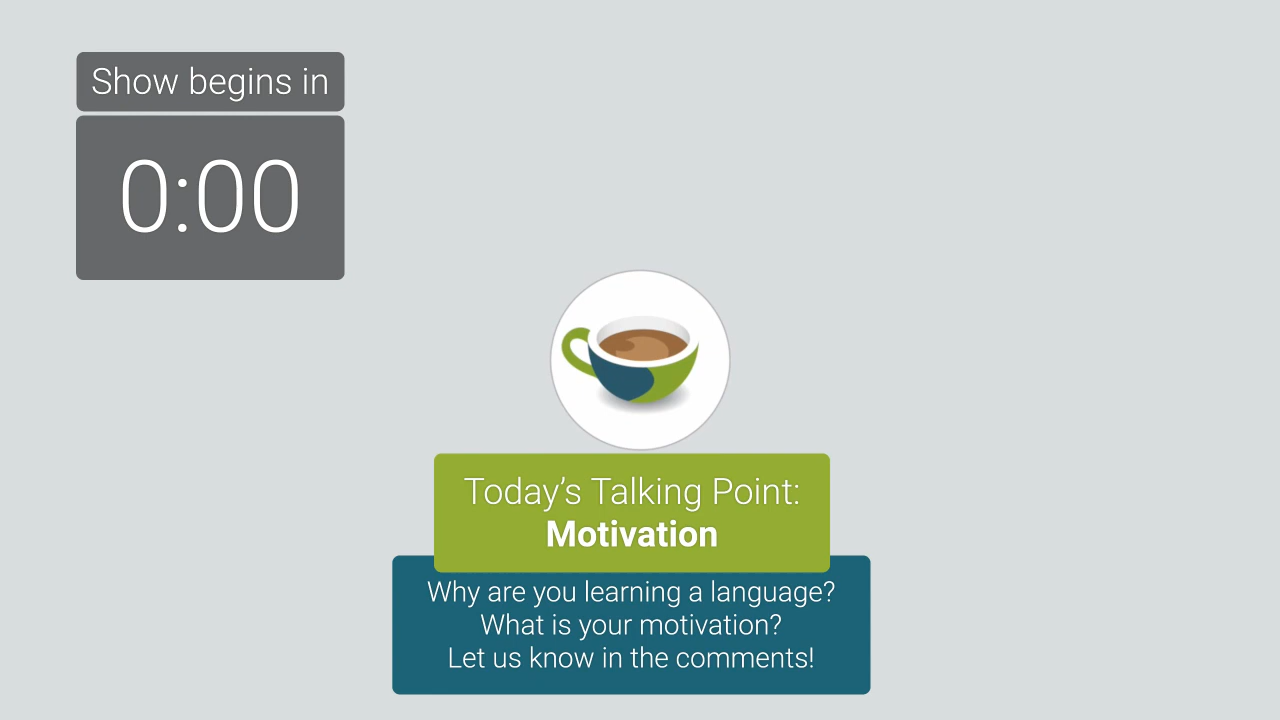 Show begins in
0:00
Today’s Talking Point:
Motivation
Why are you learning a language?
What is your motivation?
Let us know in the comments!